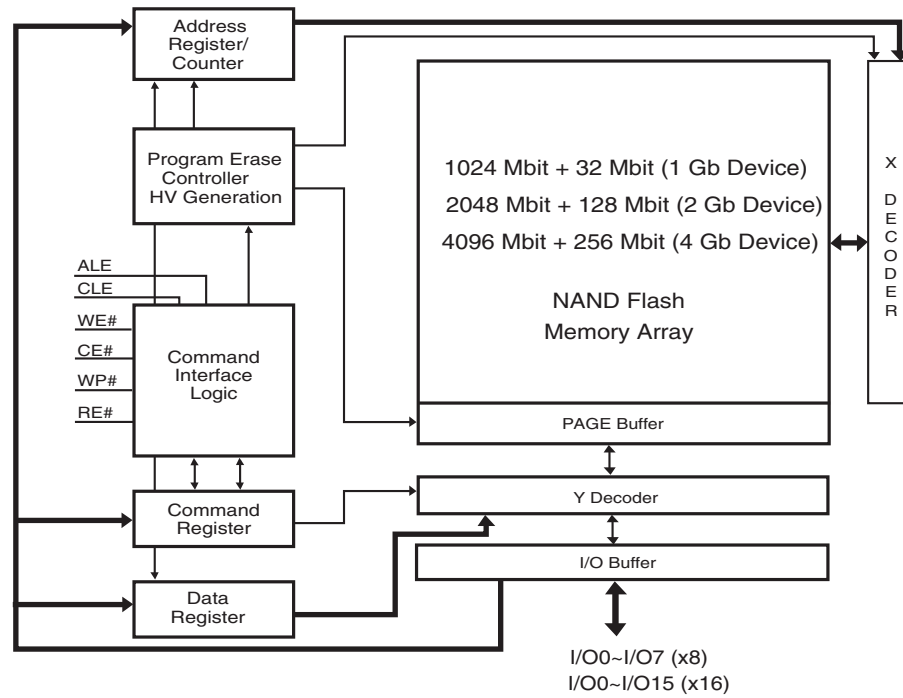 Address
Register/
Counter
Program Erase
Controller
HV Generation
ALE
CLE
WE#
CE#
WP#
RE#
Command
Interface
Logic
Command
Register
Data
Register
1024 Mbit + 32 Mbit (1 Gb Device)
2048 Mbit + 128 Mbit (2 Gb Device)
4096 Mbit + 256 Mbit (4 Gb Device)
NAND Flash
Memory Array
PAGE Buffer
Y Decoder
I/O Buffer
I/O0~I/O7 (x8)
I/O0~I/O15 (x16)
X
DECODER